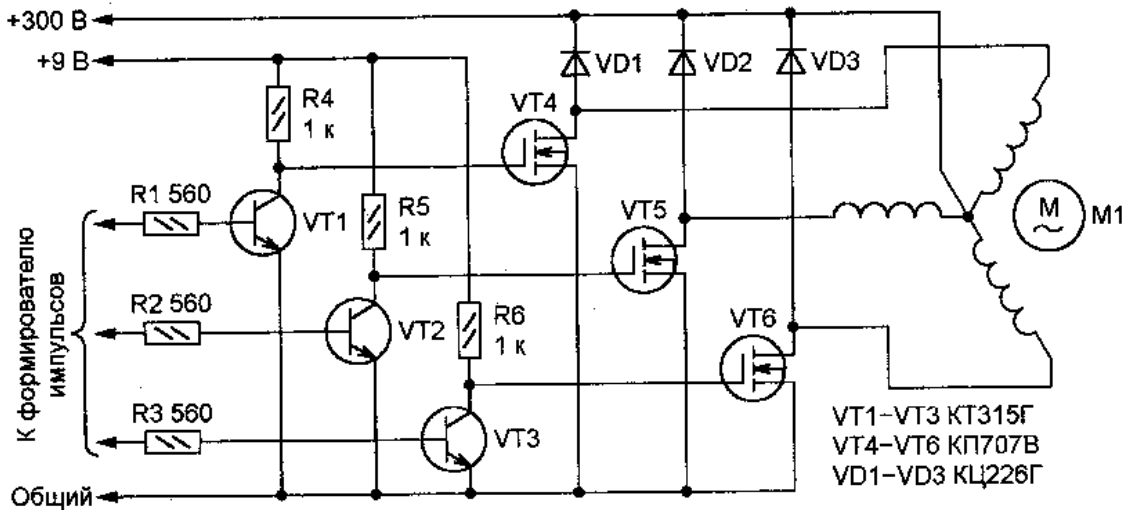 +300 В
+9 В
R4
1 к
VT4
VD1
VD2
VD3
R1 560
VT1
R5
1 к
VT5
M
~
M1
R2 560
VT2
R6
1 к
VT6
R3 560
VT3
К формирователю
импульсов
VT1–VT3 КТ315Г
VT4–VT6 КП707В
VD1–VD3 КЦ226Г
Общий